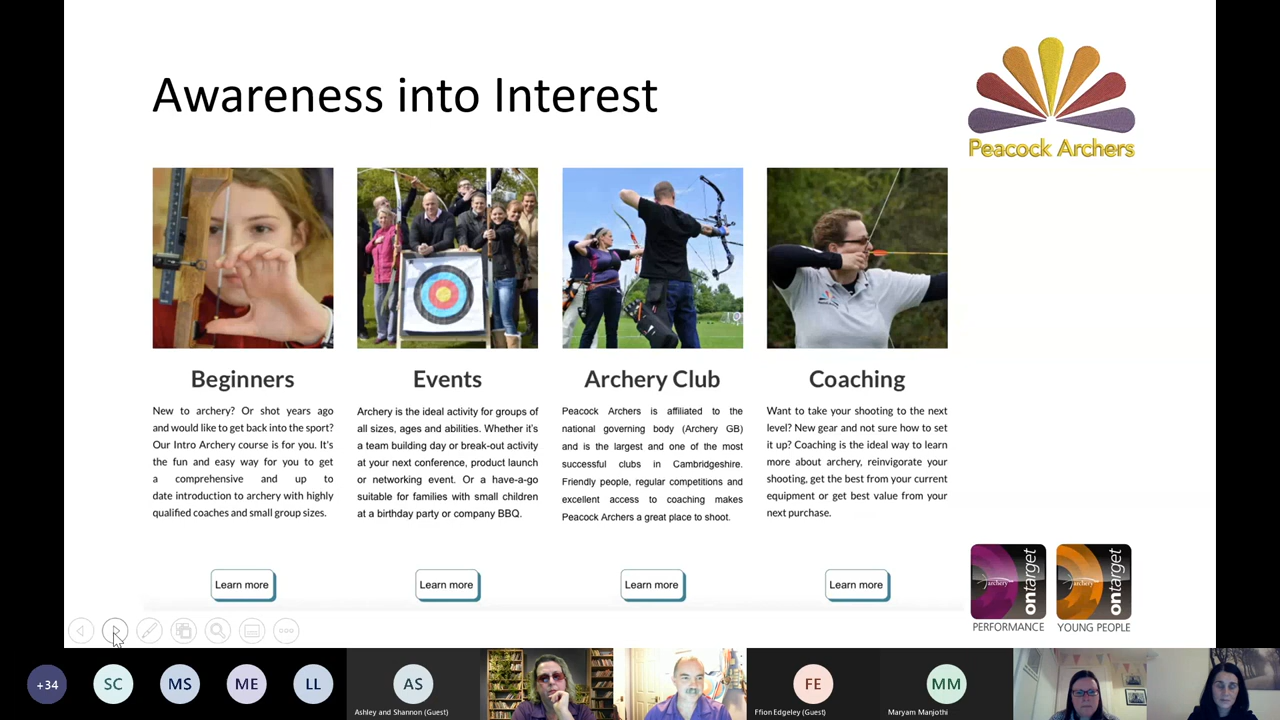 Awareness into Interest
Peacock Archers
Beginners
New to archery? Or shot years ago
and would like to get back into the sport?
Our Intro Archery course is for you. It's
the fun and easy way for you to get
a comprehensive and up to
date introduction to archery with highly
qualified coaches and small group sizes.
Learn more
Events
Archery is the ideal activity for groups of
all sizes, ages and abilities. Whether it's
a team building day or break-out activity
at your next conference, product launch
or networking event. Or a have-a-go
suitable for families with small children
at a birthday party or company BBQ.
Learn more
Archery Club
Peacock Archers is affiliated to the
national governing body (Archery GB)
and is the largest and one of the most
successful clubs in Cambridgeshire.
Friendly people, regular competitions and
excellent access to coaching makes
Peacock Archers a great place to shoot.
Learn more
Coaching
Want to take your shooting to the next
level? New gear and not sure how to set
it up? Coaching is the ideal way to learn
more about archery, reinvigorate your
shooting, get the best from your current
equipment or get best value from your
next purchase.
Learn more
archery
ontarget
PERFORMANCE
archery
ontarget
YOUNG PEOPLE
+34
SC
MS
ME
LL
AS
Ashley and Shannon (Guest)
FE
Ffion Edgeley (Guest)
MM
Maryam Manjothi